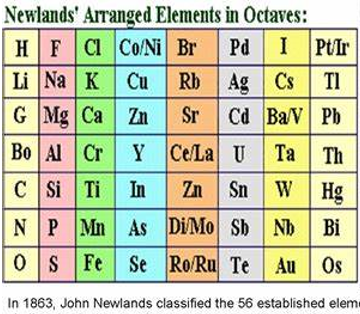 Newlands' Arranged Elements in Octaves:
H F Cl Co/Ni Br Pd I Pt/Ir
Li Na K Cu Rb Ag Cs Tl
G Mg Ca Zn Sr Cd Ba/V Pb
Bo Al Cr Y Ce/La U Ta Th
C Si Ti In Zn Sn W Hg
N P Mn As Di/Mo Sb Nb Bi
O S Fe Se Ro/Ru Te Au Os
In 1863, John Newlands classified the 56 established elem